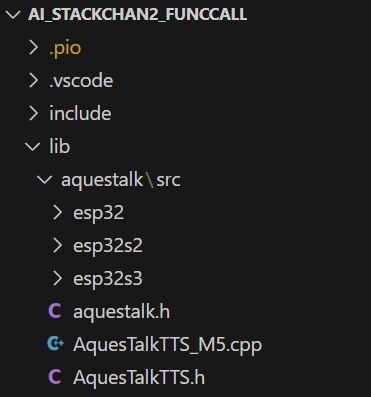 AI_STACKCHAN2_FUNCCALL
.pio
.vscode
include
lib
aquestalk\src
esp32
esp32s2
esp32s3
C aquestalk.h
C++ AquesTalkTTS_M5.cpp
C AquesTalkTTS.h